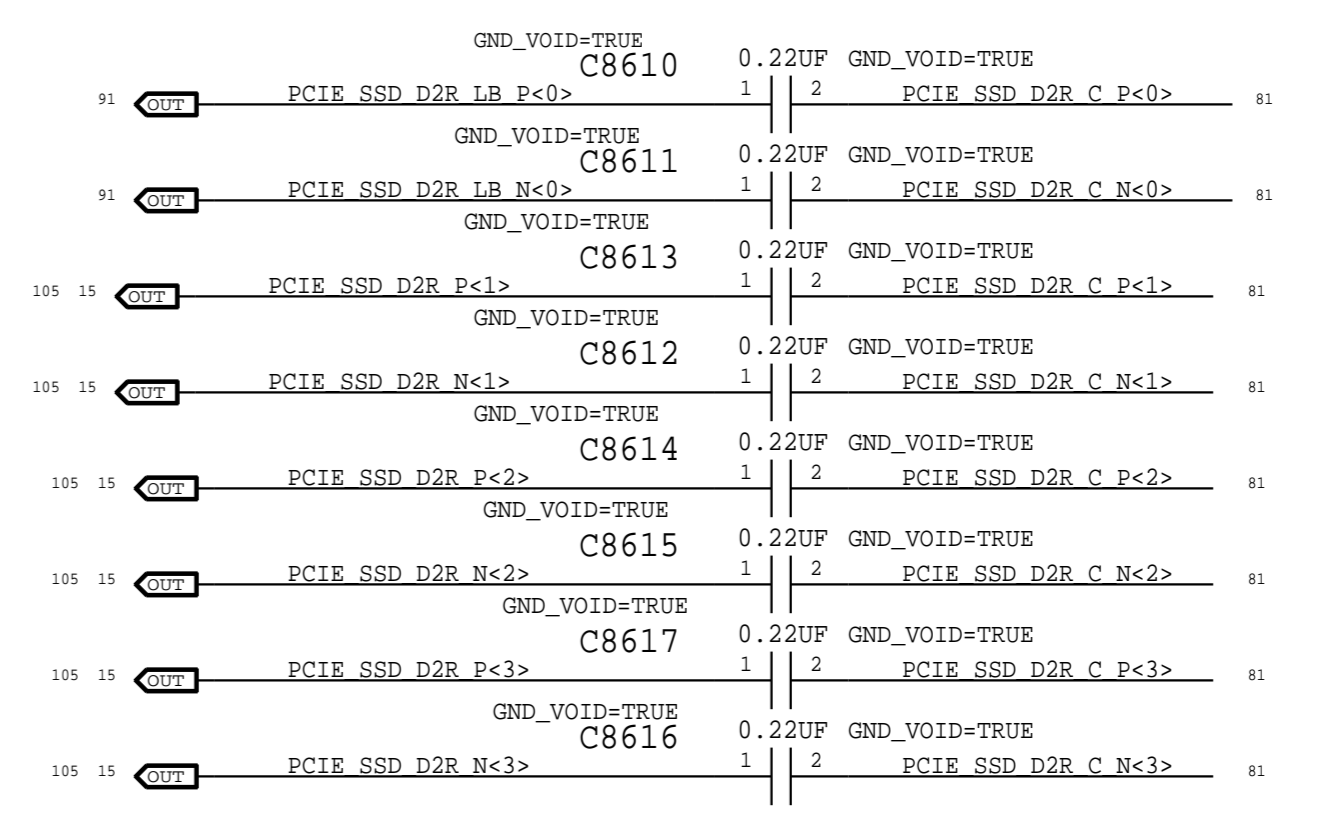 GND_VOID=TRUE
C8610 0.22UF GND_VOID=TRUE
91 OUT PCIE_SSD_D2R_LB_P<0> 1 2 PCIE_SSD_D2R_C_P<0> 81
GND_VOID=TRUE
C8611 0.22UF GND_VOID=TRUE
91 OUT PCIE_SSD_D2R_LB_N<0> 1 2 PCIE_SSD_D2R_C_N<0> 81
GND_VOID=TRUE
C8613 0.22UF GND_VOID=TRUE
105 15 OUT PCIE_SSD_D2R_P<1> 1 2 PCIE_SSD_D2R_C_P<1> 81
GND_VOID=TRUE
C8612 0.22UF GND_VOID=TRUE
105 15 OUT PCIE_SSD_D2R_N<1> 1 2 PCIE_SSD_D2R_C_N<1> 81
GND_VOID=TRUE
C8614 0.22UF GND_VOID=TRUE
105 15 OUT PCIE_SSD_D2R_P<2> 1 2 PCIE_SSD_D2R_C_P<2> 81
GND_VOID=TRUE
C8615 0.22UF GND_VOID=TRUE
105 15 OUT PCIE_SSD_D2R_N<2> 1 2 PCIE_SSD_D2R_C_N<2> 81
GND_VOID=TRUE
C8617 0.22UF GND_VOID=TRUE
105 15 OUT PCIE_SSD_D2R_P<3> 1 2 PCIE_SSD_D2R_C_P<3> 81
GND_VOID=TRUE
C8616 0.22UF GND_VOID=TRUE
105 15 OUT PCIE_SSD_D2R_N<3> 1 2 PCIE_SSD_D2R_C_N<3> 81